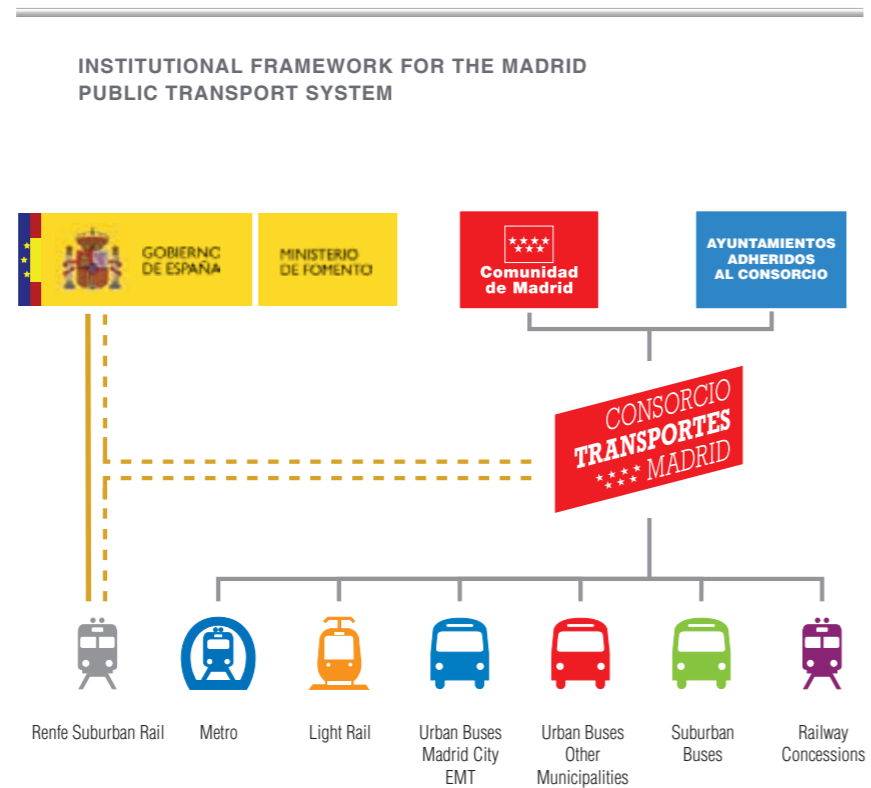 INSTITUTIONAL FRAMEWORK FOR THE MADRID
PUBLIC TRANSPORT SYSTEM
GOBIERNO
DE ESPAÑA
MINISTERIO
DE FOMENTO
Comunidad
de Madrid
AYUNTAMIENTOS
ADHERIDOS
AL CONSORCIO
CONSORCIO
TRANSPORTES
MADRID
Renfe Suburban Rail
Metro
Light Rail
Urban Buses
Madrid City
EMT
Urban Buses
Other
Municipalities
Suburban
Buses
Railway
Concessions